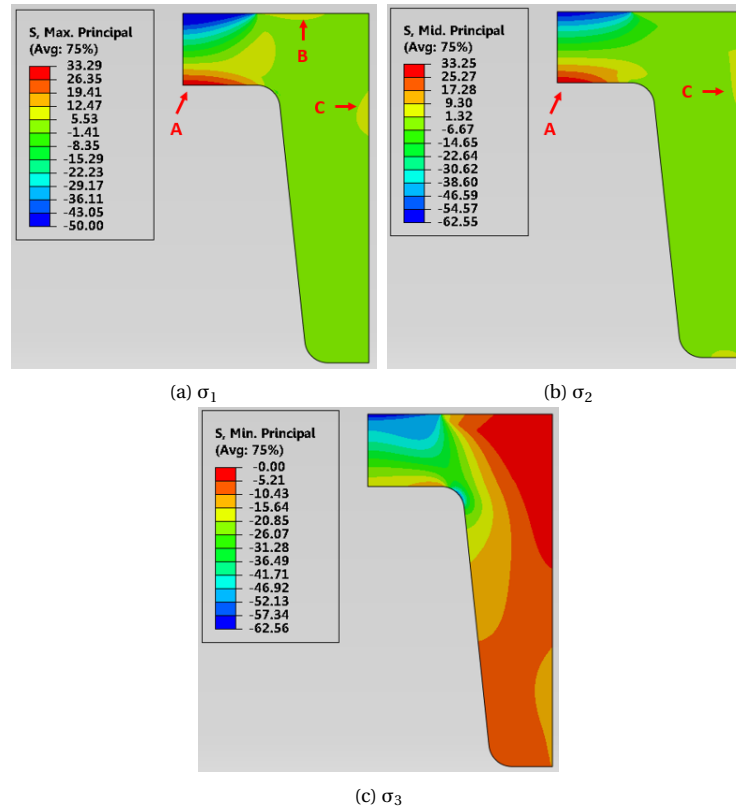 S, Max. Principal
(Avg: 75%)
33.29
26.35
19.41
12.47
5.53
-1.41
-8.35
-15.29
-22.23
-29.17
-36.11
-43.05
-50.00
A
B
C
(a) σ1
S, Mid. Principal
(Avg: 75%)
33.25
25.27
17.28
9.30
1.32
-6.67
-14.65
-22.64
-30.62
-38.60
-46.59
-54.57
-62.55
A
C
(b) σ2
S, Min. Principal
(Avg: 75%)
-0.00
-5.21
-10.43
-15.64
-20.85
-26.07
-31.28
-36.49
-41.71
-46.92
-52.13
-57.34
-62.56
(c) σ3